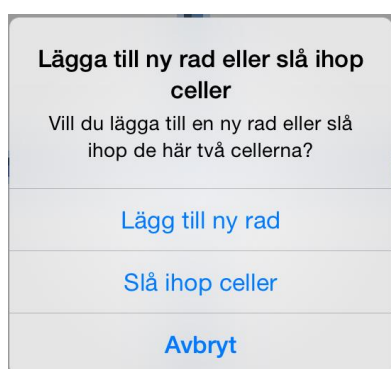 Lägga till ny rad eller slå ihop
celler
Vill du lägga till en ny rad eller slå
ihop de här två cellerna?
Lägg till ny rad
Slå ihop celler
Avbryt